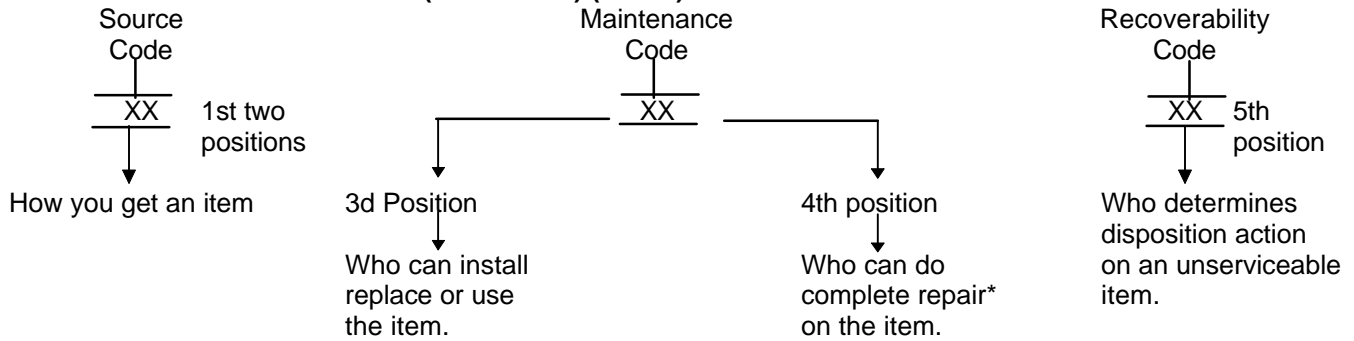 Source
Code
XX
1st two
positions
How you get an item
Maintenance
Code
XX
3d Position
Who can install
replace or use
the item.
4th position
Who can do
complete repair*
on the item.
Recoverability
Code
XX
5th
position
Who determines
disposition action
on an unserviceable
item.